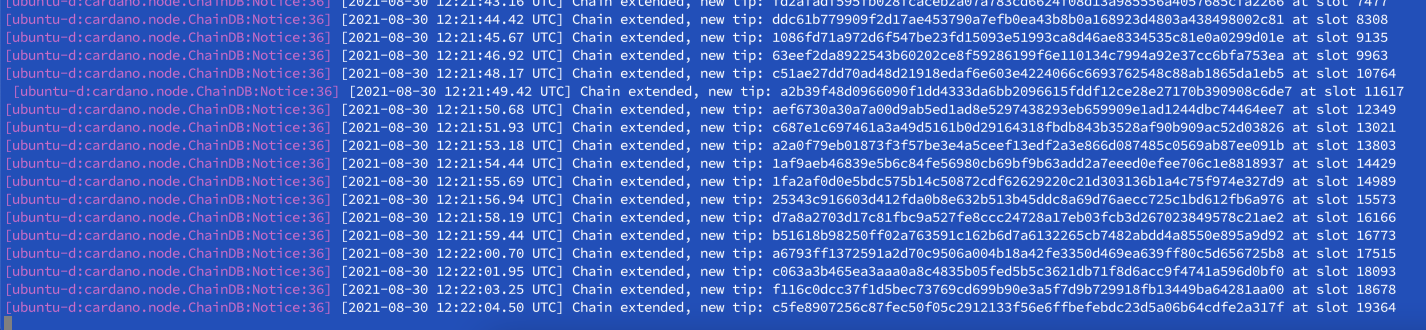 [ubuntu-d:cardano.node.ChainDB:Notice:36] [2021-08-30 12:21:43.16 UTC] Chain extended, new tip: fd2afadf595fb028fcaceb2a07a783cd6624f08d13a985556a4057685cfa2266 at slot 7477
[ubuntu-d:cardano.node.ChainDB:Notice:36] [2021-08-30 12:21:44.42 UTC] Chain extended, new tip: ddc61b779909f2d17ae453790a7efb0ea43b8b0a168923d4803a438498002c81 at slot 8308
[ubuntu-d:cardano.node.ChainDB:Notice:36] [2021-08-30 12:21:45.67 UTC] Chain extended, new tip: 1086fd71a972d6f547be23fd15093e51993ca8d46ae8334535c81e0a0299d01e at slot 9135
[ubuntu-d:cardano.node.ChainDB:Notice:36] [2021-08-30 12:21:46.92 UTC] Chain extended, new tip: 63eef2da8922543b60202ce8f59286199f6e110134c7994a92e37cc6bfa753ea at slot 9963
[ubuntu-d:cardano.node.ChainDB:Notice:36] [2021-08-30 12:21:48.17 UTC] Chain extended, new tip: c51ae27dd70ad48d21918edaf6e603e4224066c6693762548c88ab1865da1eb5 at slot 10764
[ubuntu-d:cardano.node.ChainDB:Notice:36] [2021-08-30 12:21:49.42 UTC] Chain extended, new tip: a2b39f48d0966090f1dd4333da6bb2096615fddf12ce28e27170b390908c6de7 at slot 11617
[ubuntu-d:cardano.node.ChainDB:Notice:36] [2021-08-30 12:21:50.68 UTC] Chain extended, new tip: aef6730a30a7a00d9ab5ed1ad8e5297438293eb659909e1ad1244dbc74464ee7 at slot 12349
[ubuntu-d:cardano.node.ChainDB:Notice:36] [2021-08-30 12:21:51.93 UTC] Chain extended, new tip: c687e1c697461a3a49d5161b0d29164318fbdb843b3528af90b909ac52d03826 at slot 13021
[ubuntu-d:cardano.node.ChainDB:Notice:36] [2021-08-30 12:21:53.18 UTC] Chain extended, new tip: a2a0f79eb01873f3f57be3e4a5ceef13edf2a3e866d087485c0569ab87ee091b at slot 13803
[ubuntu-d:cardano.node.ChainDB:Notice:36] [2021-08-30 12:21:54.44 UTC] Chain extended, new tip: 1af9aeb46839e5b6c84fe56980cb69bf9b63add2a7eeed0efee706c1e8818937 at slot 14429
[ubuntu-d:cardano.node.ChainDB:Notice:36] [2021-08-30 12:21:55.69 UTC] Chain extended, new tip: 1fa2af0d0e5bdc575b14c50872cdf62629220c21d303136b1a4c75f974e327d9 at slot 14989
[ubuntu-d:cardano.node.ChainDB:Notice:36] [2021-08-30 12:21:56.94 UTC] Chain extended, new tip: 25343c916603d412fda0b8e632b513b45ddc8a69d76aecc725c1bd612fb6a976 at slot 15573
[ubuntu-d:cardano.node.ChainDB:Notice:36] [2021-08-30 12:21:58.19 UTC] Chain extended, new tip: d7a8a2703d17c81fbc9a527fe8ccc24728a17eb03fcb3d267023849578c21ae2 at slot 16166
[ubuntu-d:cardano.node.ChainDB:Notice:36] [2021-08-30 12:21:59.44 UTC] Chain extended, new tip: b51618b98250ff02a763591c162b6d7a6132265cb7482abdd4a8550e895a9d92 at slot 16773
[ubuntu-d:cardano.node.ChainDB:Notice:36] [2021-08-30 12:22:00.70 UTC] Chain extended, new tip: a6793ff1372591a2d70c9506a004b18a42fe3350d469ea639ff80c5d656725b8 at slot 17515
[ubuntu-d:cardano.node.ChainDB:Notice:36] [2021-08-30 12:22:01.95 UTC] Chain extended, new tip: c063a3b465ea3aaa0a8c4835b05fed5b5c3621db71f8d6acc9f4741a596d0bf0 at slot 18093
[ubuntu-d:cardano.node.ChainDB:Notice:36] [2021-08-30 12:22:03.25 UTC] Chain extended, new tip: f116c0dcc37f1d5bec73769cd699b90e3a5f7d9b729918fb13449ba64281aa00 at slot 18678
[ubuntu-d:cardano.node.ChainDB:Notice:36] [2021-08-30 12:22:04.50 UTC] Chain extended, new tip: c5fe8907256c87fec50f05c2912133f56e6ffbefebdc23d5a06b64cdfe2a317f at slot 19364